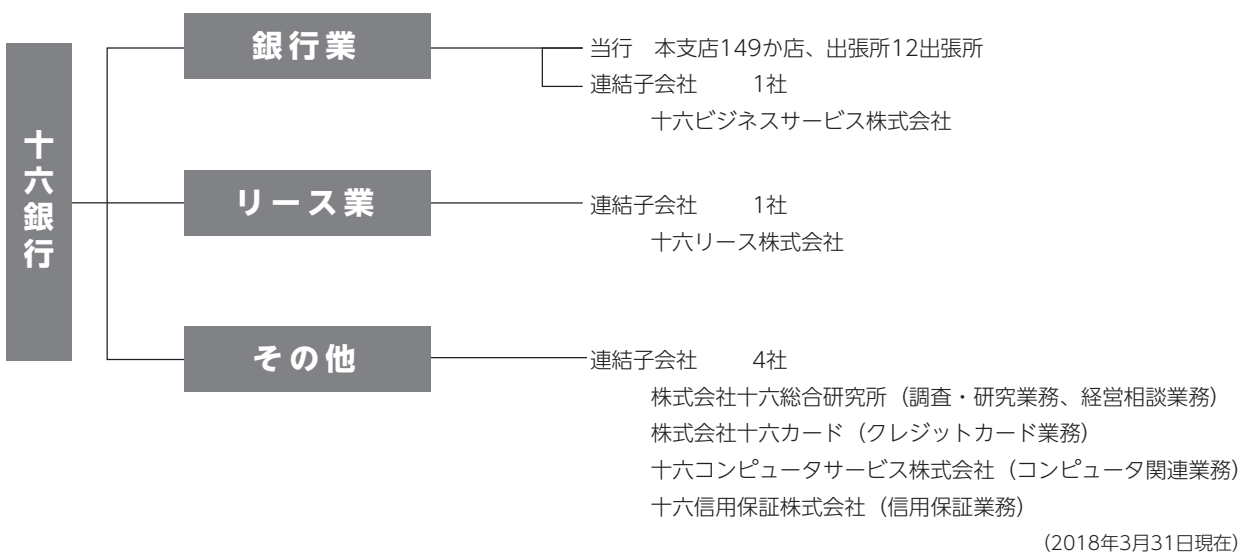 十六銀行
銀行業
当行 本支店149か店、出張所12出張所
連結子会社 1社
十六ビジネスサービス株式会社
リース業
連結子会社 1社
十六リース株式会社
その他
連結子会社 4社
株式会社十六総合研究所（調査・研究業務、経営相談業務）
株式会社十六カード（クレジットカード業務）
十六コンピュータサービス株式会社（コンピュータ関連業務）
十六信用保証株式会社（信用保証業務）
（2018年3月31日現在）